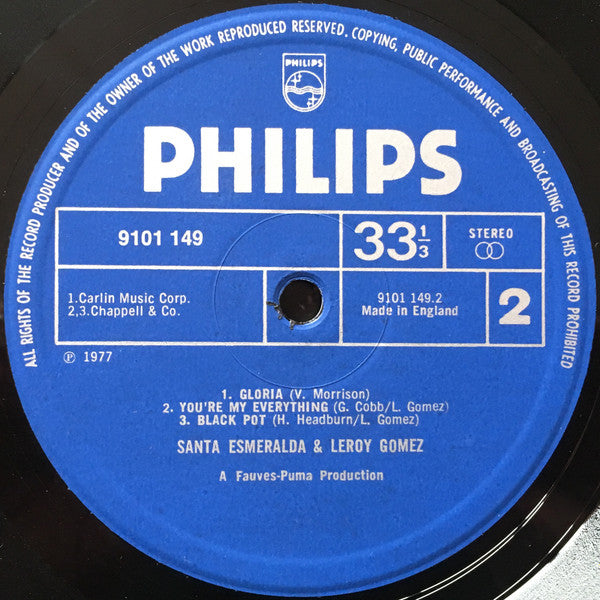 ALL RIGHTS OF THE RECORD PRODUCER AND OF THE OWNER OF THE WORK REPRODUCED RESERVED. COPYING, PUBLIC PERFORMANCE AND BROADCASTING OF THIS RECORD PROHIBITED
PHILIPS
PHILIPS
9101 149
33 1/3
STEREO
1.Carlin Music Corp.
2,3.Chappell & Co.
9101 149.2
Made in England
2
℗ 1977
1. GLORIA (V. Morrison)
2. YOU'RE MY EVERYTHING (G. Cobb/L. Gomez)
3. BLACK POT (H. Headburn/L. Gomez)
SANTA ESMERALDA & LEROY GOMEZ
A Fauves-Puma Production